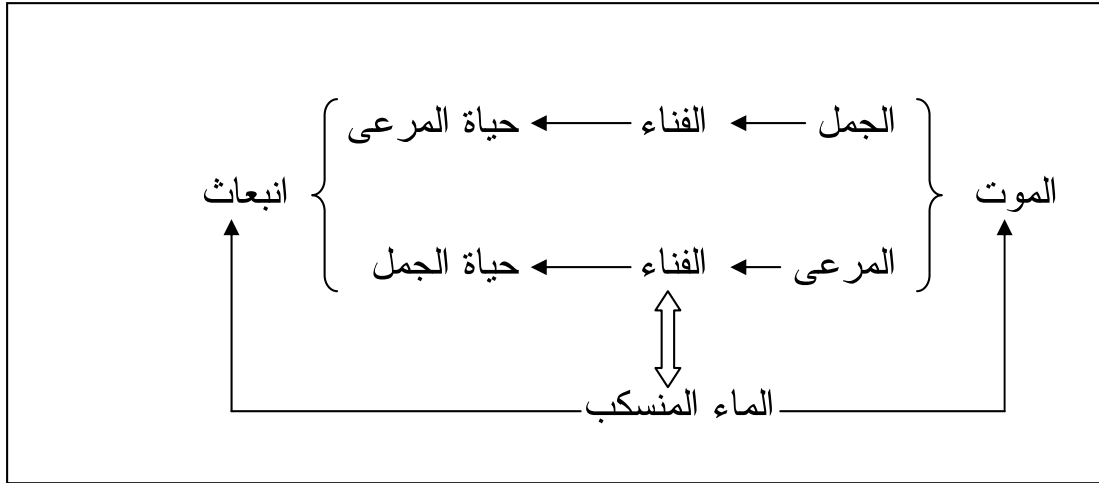 الجمل الفناء حياة المرعى
الموت انبعاث
المرعى الفناء حياة الجمل
الماء المنسكب